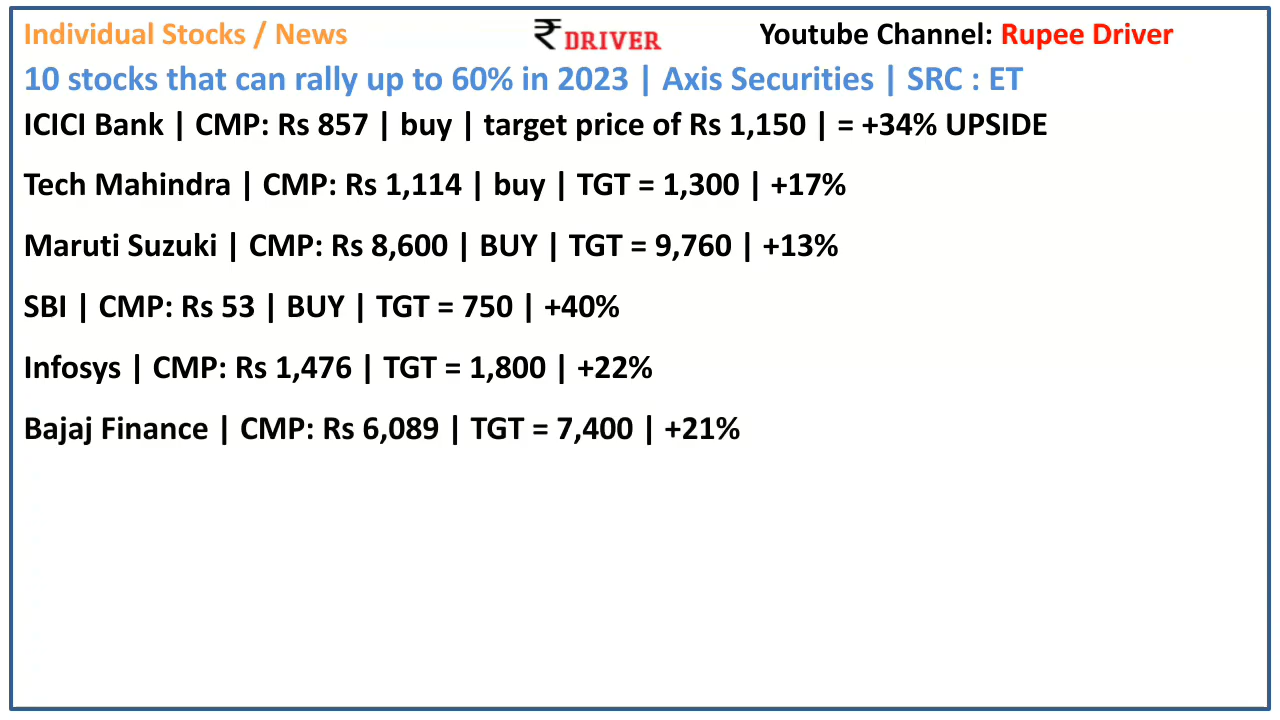 Individual Stocks / News
₹ DRIVER
Youtube Channel: Rupee Driver
10 stocks that can rally up to 60% in 2023 | Axis Securities | SRC : ET
ICICI Bank | CMP: Rs 857 | buy | target price of Rs 1,150 | = +34% UPSIDE
Tech Mahindra | CMP: Rs 1,114 | buy | TGT = 1,300 | +17%
Maruti Suzuki | CMP: Rs 8,600 | BUY | TGT = 9,760 | +13%
SBI | CMP: Rs 53 | BUY | TGT = 750 | +40%
Infosys | CMP: Rs 1,476 | TGT = 1,800 | +22%
Bajaj Finance | CMP: Rs 6,089 | TGT = 7,400 | +21%